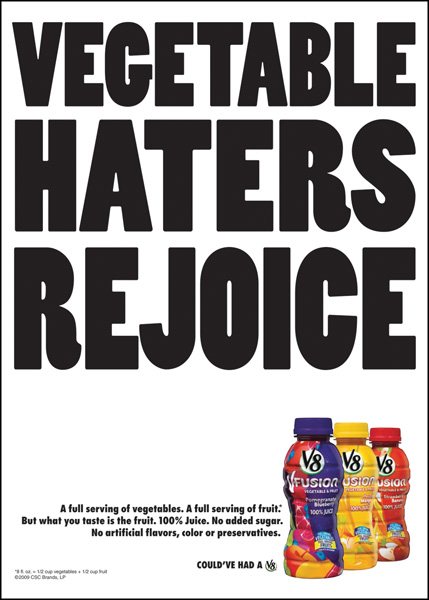 VEGETABLE
HATERS
REJOICE
A full serving of vegetables. A full serving of fruit.*
But what you taste is the fruit. 100% Juice. No added sugar.
No artificial flavors, color or preservatives.
COULD'VE HAD A V8
*8 fl. oz. = 1/2 cup vegetables + 1/2 cup fruit
©2009 CSC Brands, LP
V8
V-FUSION
VEGETABLE & FRUIT
Pomegranate
Blueberry
100% JUICE
V8
FUSION
100% JUICE
V8
FUSION
VEGETABLE & FRUIT
100% JUICE